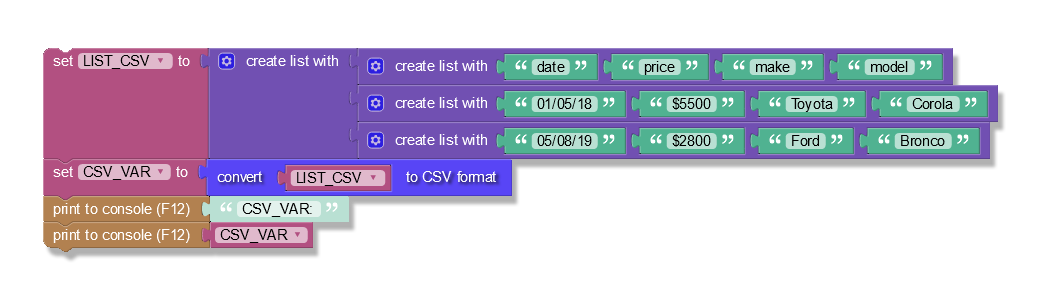 set LIST_CSV to create list with create list with “ date ” “ price ” “ make ” “ model ”
create list with “ 01/05/18 ” “ $5500 ” “ Toyota ” “ Corola ”
create list with “ 05/08/19 ” “ $2800 ” “ Ford ” “ Bronco ”
set CSV_VAR to convert LIST_CSV to CSV format
print to console (F12) “ CSV_VAR: ”
print to console (F12) CSV_VAR